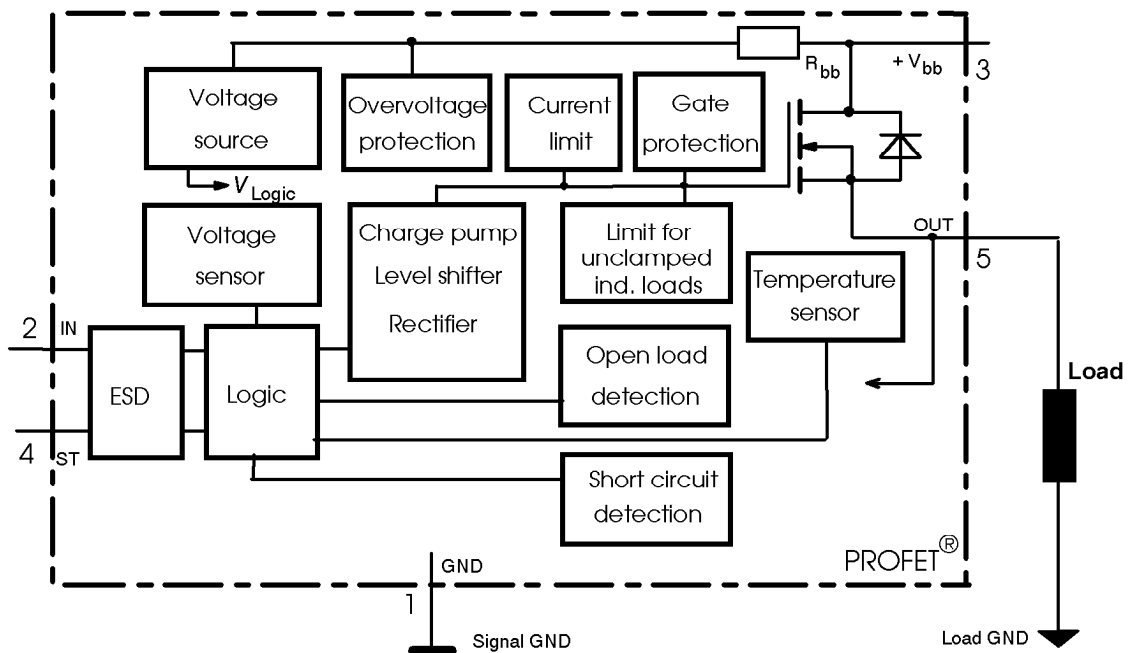 R bb
+ V bb
3
Voltage
source
Overvoltage
protection
Current
limit
Gate
protection
V Logic
Voltage
sensor
Charge pump
Level shifter
Rectifier
Limit for
unclamped
ind. loads
OUT
5
Temperature
sensor
2
IN
ESD
Logic
Open load
detection
Load
4
ST
Short circuit
detection
PROFET®
GND
1
Signal GND
Load GND